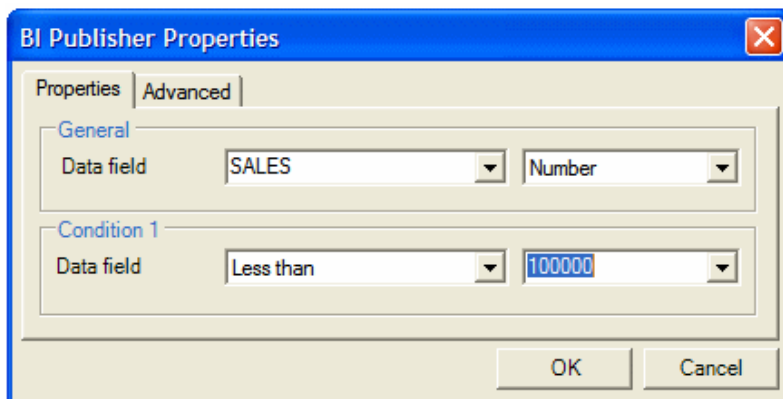 BI Publisher Properties
Properties Advanced
General
Data field SALES Number
Condition 1
Data field Less than 100000
OK Cancel